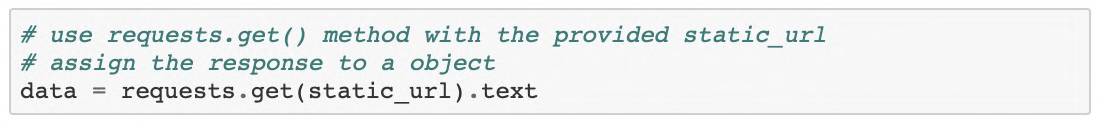 # use requests.get() method with the provided static_url
# assign the response to a object
data = requests.get(static_url).text